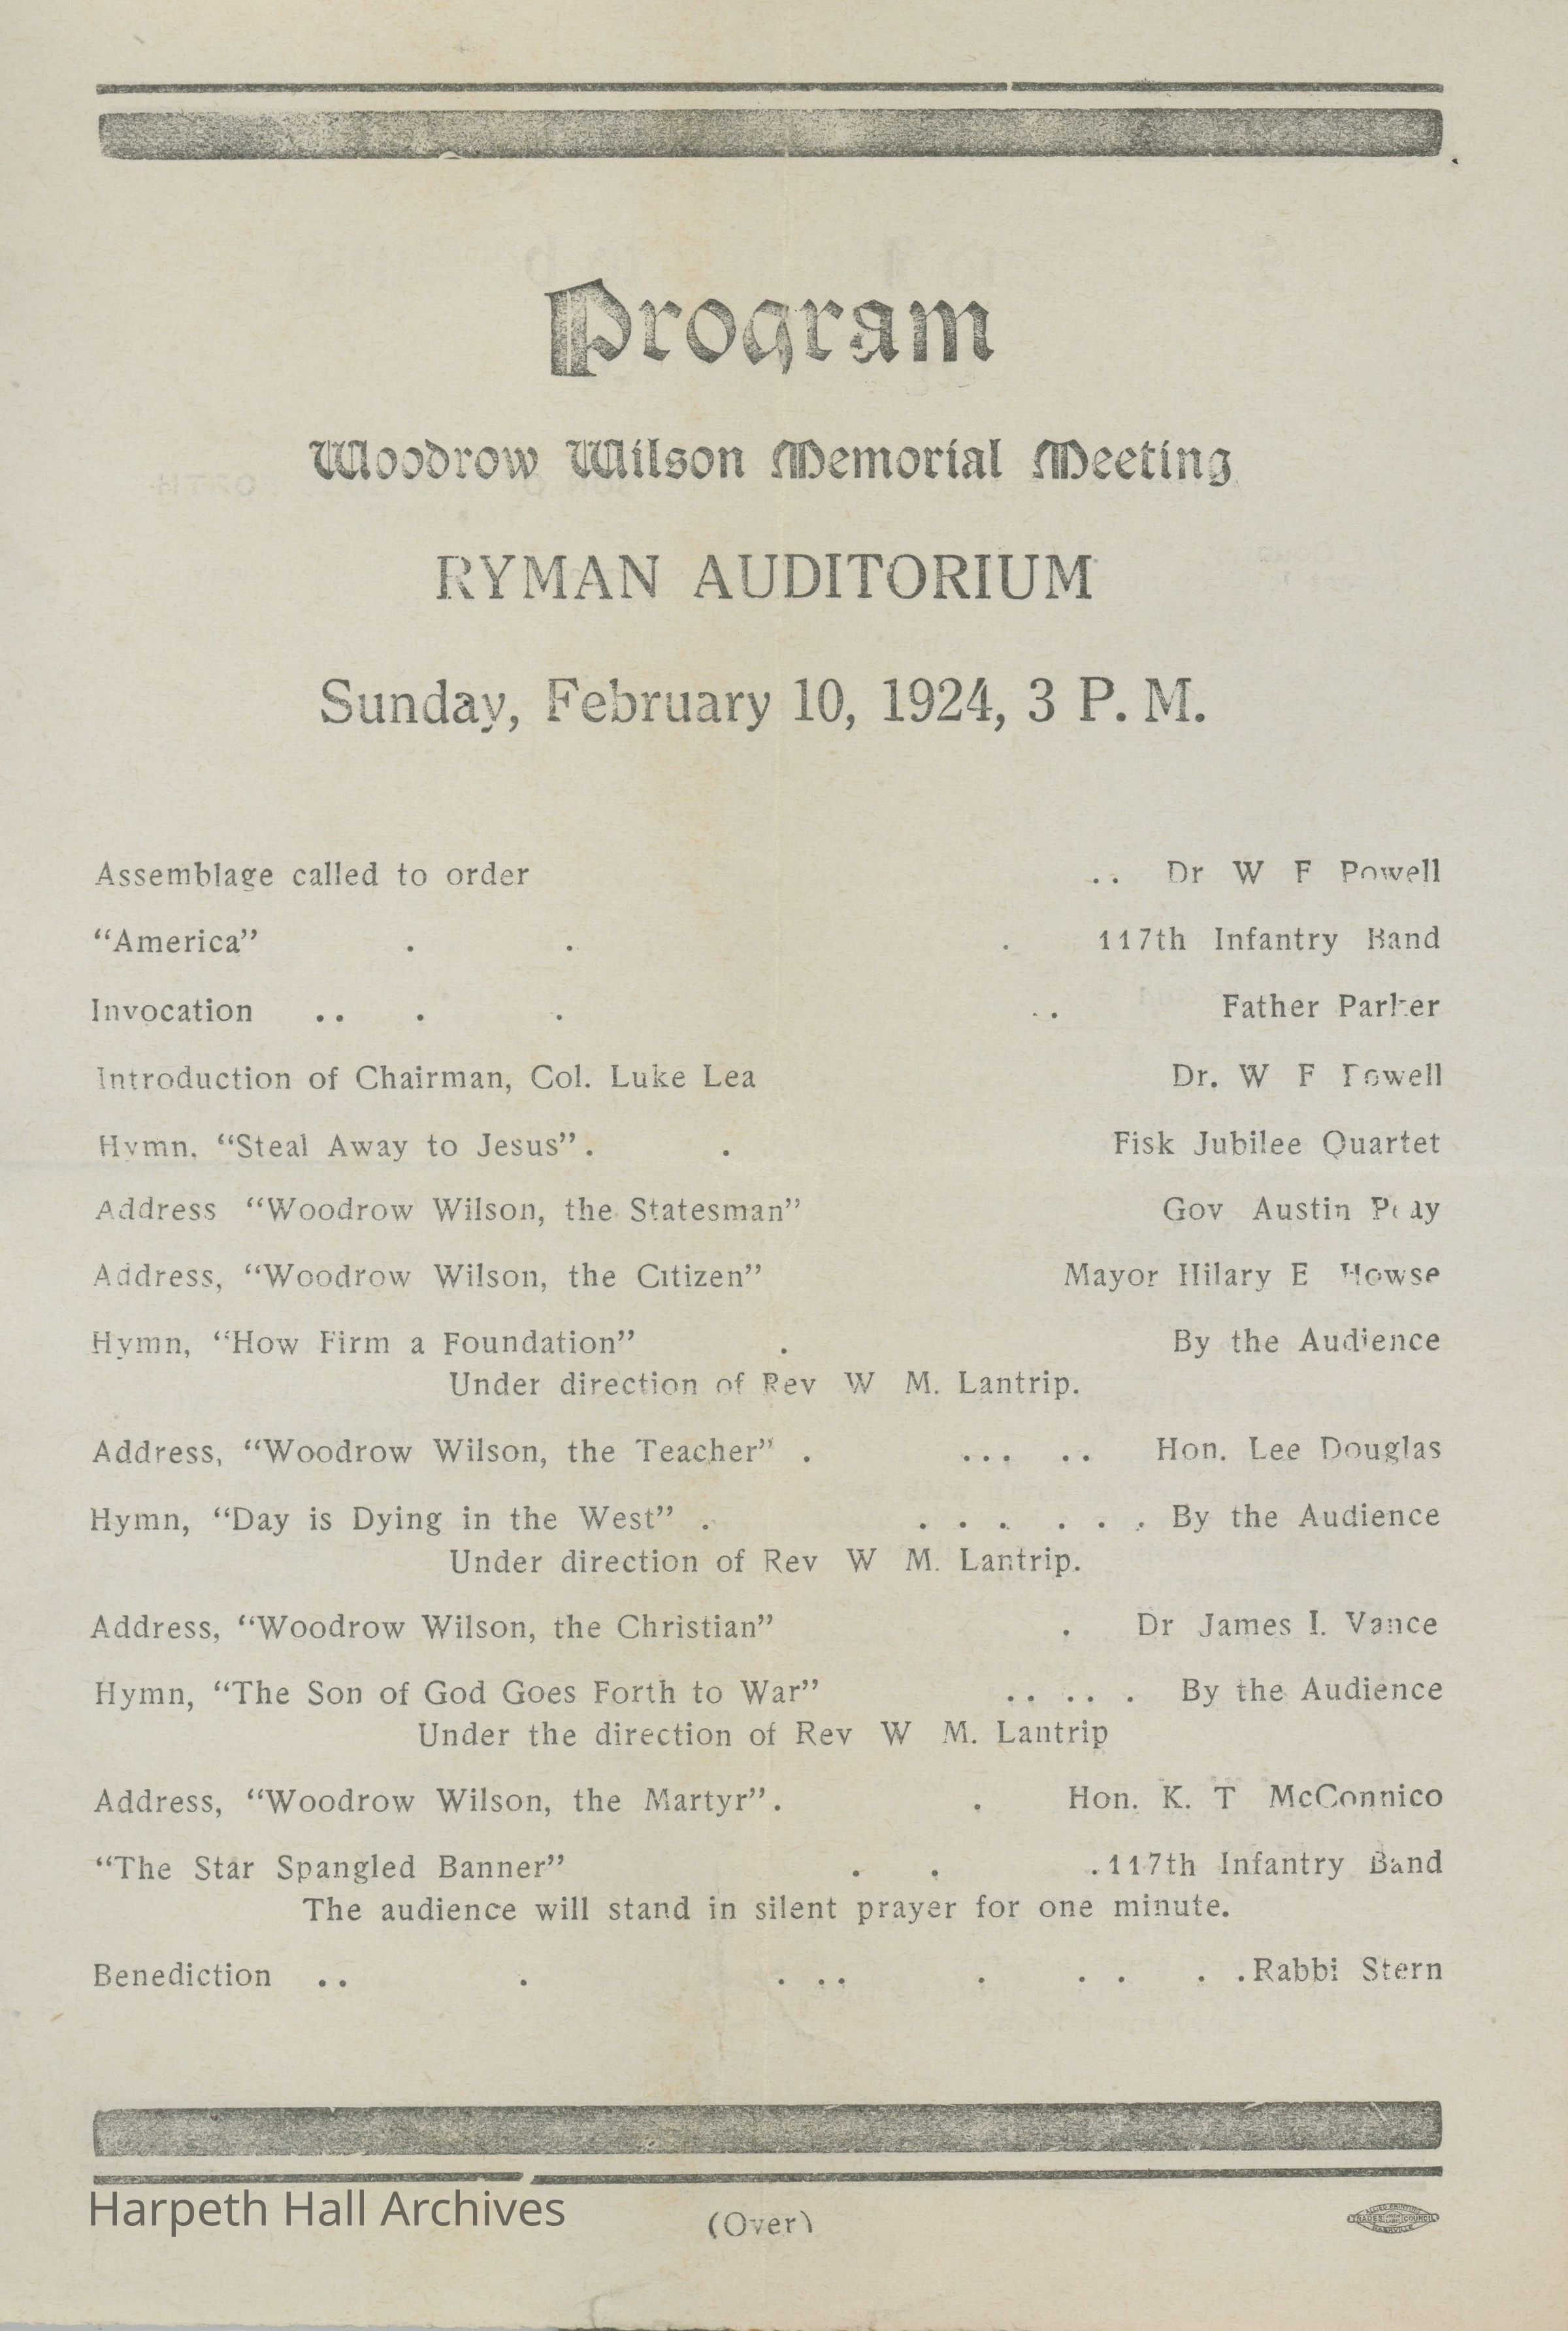 Program
Woodrow Wilson Memorial Meeting
RYMAN AUDITORIUM
Sunday, February 10, 1924, 3 P. M.
Assemblage called to order .. Dr W F Powell
"America" . . . 117th Infantry Band
Invocation .. . . .. Father Parker
Introduction of Chairman, Col. Luke Lea Dr. W F Powell
Hymn, "Steal Away to Jesus". . Fisk Jubilee Quartet
Address "Woodrow Wilson, the Statesman" Gov Austin Peay
Address, "Woodrow Wilson, the Citizen" Mayor Hilary E Howse
Hymn, "How Firm a Foundation" . By the Audience
Under direction of Rev W M. Lantrip.
Address, "Woodrow Wilson, the Teacher" . ... .. Hon. Lee Douglas
Hymn, "Day is Dying in the West" . . . . . . . By the Audience
Under direction of Rev W M. Lantrip.
Address, "Woodrow Wilson, the Christian" . Dr James I. Vance
Hymn, "The Son of God Goes Forth to War" .. .. . By the Audience
Under the direction of Rev W M. Lantrip
Address, "Woodrow Wilson, the Martyr". . Hon. K. T McConnico
"The Star Spangled Banner" . . .117th Infantry Band
The audience will stand in silent prayer for one minute.
Benediction .. . . .. . . . . .Rabbi Stern
Harpeth Hall Archives
(Over)
ALLIED PRINTING
TRADES COUNCIL
NASHVILLE